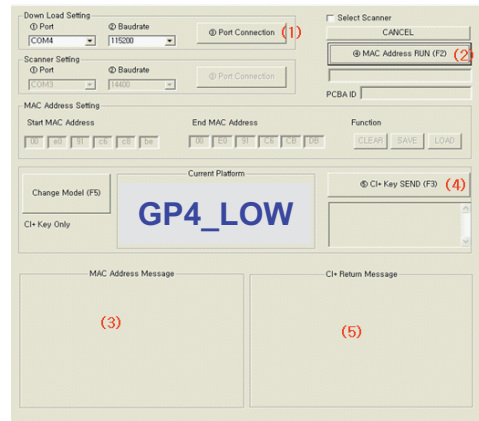 Down Load Setting
① Port
② Baudrate
COM4
115200
③ Port Connection
(1)
Select Scanner
CANCEL
④ MAC Address RUN (F2)
(2)
Scanner Setting
① Port
② Baudrate
COM3
14400
② Port Connection
PCBA ID
MAC Address Setting
Start MAC Address
End MAC Address
Function
00 e0 91 c6 c8 be
00 E0 91 C6 CB DB
CLEAR SAVE LOAD
Change Model (F5)
CI+ Key Only
Current Platform
GP4_LOW
⑤ CI+ Key SEND (F3)
(4)
MAC Address Message
(3)
CI+ Return Message
(5)